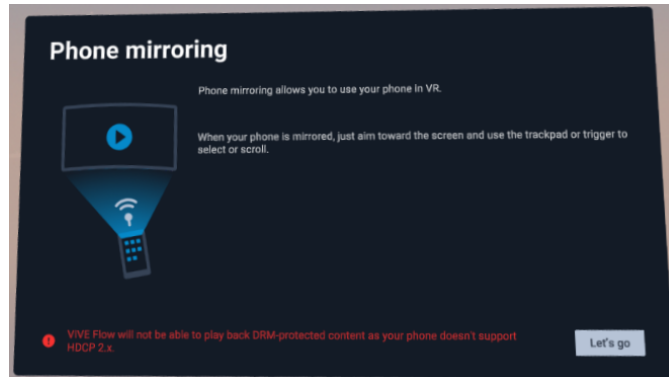 Phone mirroring
Phone mirroring allows you to use your phone in VR.
When your phone is mirrored, just aim toward the screen and use the trackpad or trigger to
select or scroll.
VIVE Flow will not be able to play back DRM-protected content as your phone doesn't support
HDCP 2.x.
Let's go